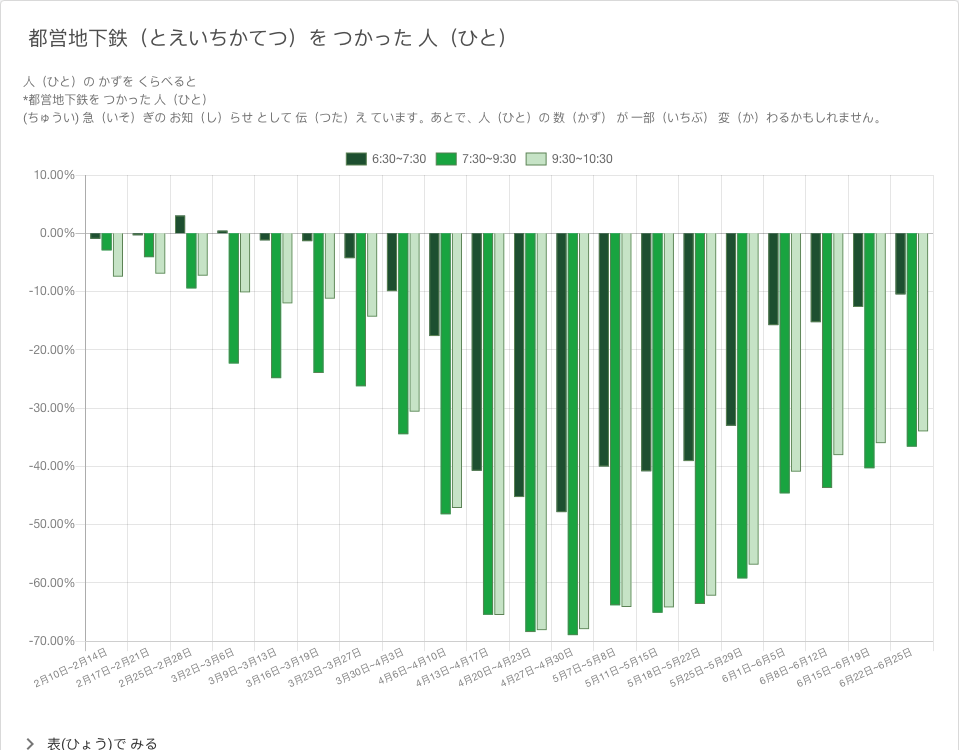 都営地下鉄（とえいちかてつ）を つかった 人（ひと）
人（ひと）の かずを くらべると
*都営地下鉄を つかった 人（ひと）
(ちゅうい) 急（いそ）ぎの お知（し）らせ として 伝（つた）え ています。あとで、人（ひと）の 数（かず） が 一部（いちぶ） 変（か）わるかもしれません。
6:30~7:30 7:30~9:30 9:30~10:30
10.00%
0.00%
-10.00%
-20.00%
-30.00%
-40.00%
-50.00%
-60.00%
-70.00%
2月10日~2月14日
2月17日~2月21日
2月25日~2月28日
3月2日~3月6日
3月9日~3月13日
3月16日~3月19日
3月23日~3月27日
3月30日~4月3日
4月6日~4月10日
4月13日~4月17日
4月20日~4月23日
4月27日~4月30日
5月7日~5月8日
5月11日~5月15日
5月18日~5月22日
5月25日~5月29日
6月1日~6月5日
6月8日~6月12日
6月15日~6月19日
6月22日~6月25日
表(ひょう)で みる